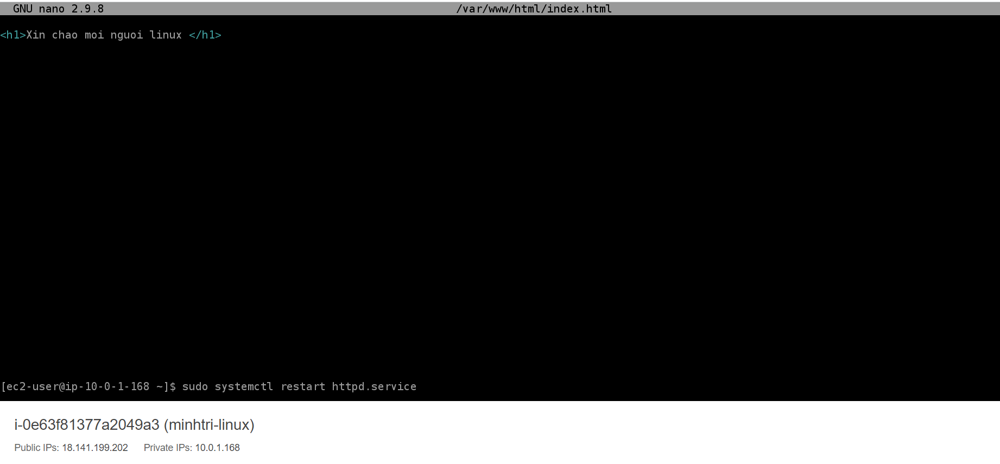 GNU nano 2.9.8 /var/www/html/index.html
<h1>Xin chao moi nguoi linux </h1>
[ec2-user@ip-10-0-1-168 ~]$ sudo systemctl restart httpd.service
i-0e63f81377a2049a3 (minhtri-linux)
Public IPs: 18.141.199.202 Private IPs: 10.0.1.168